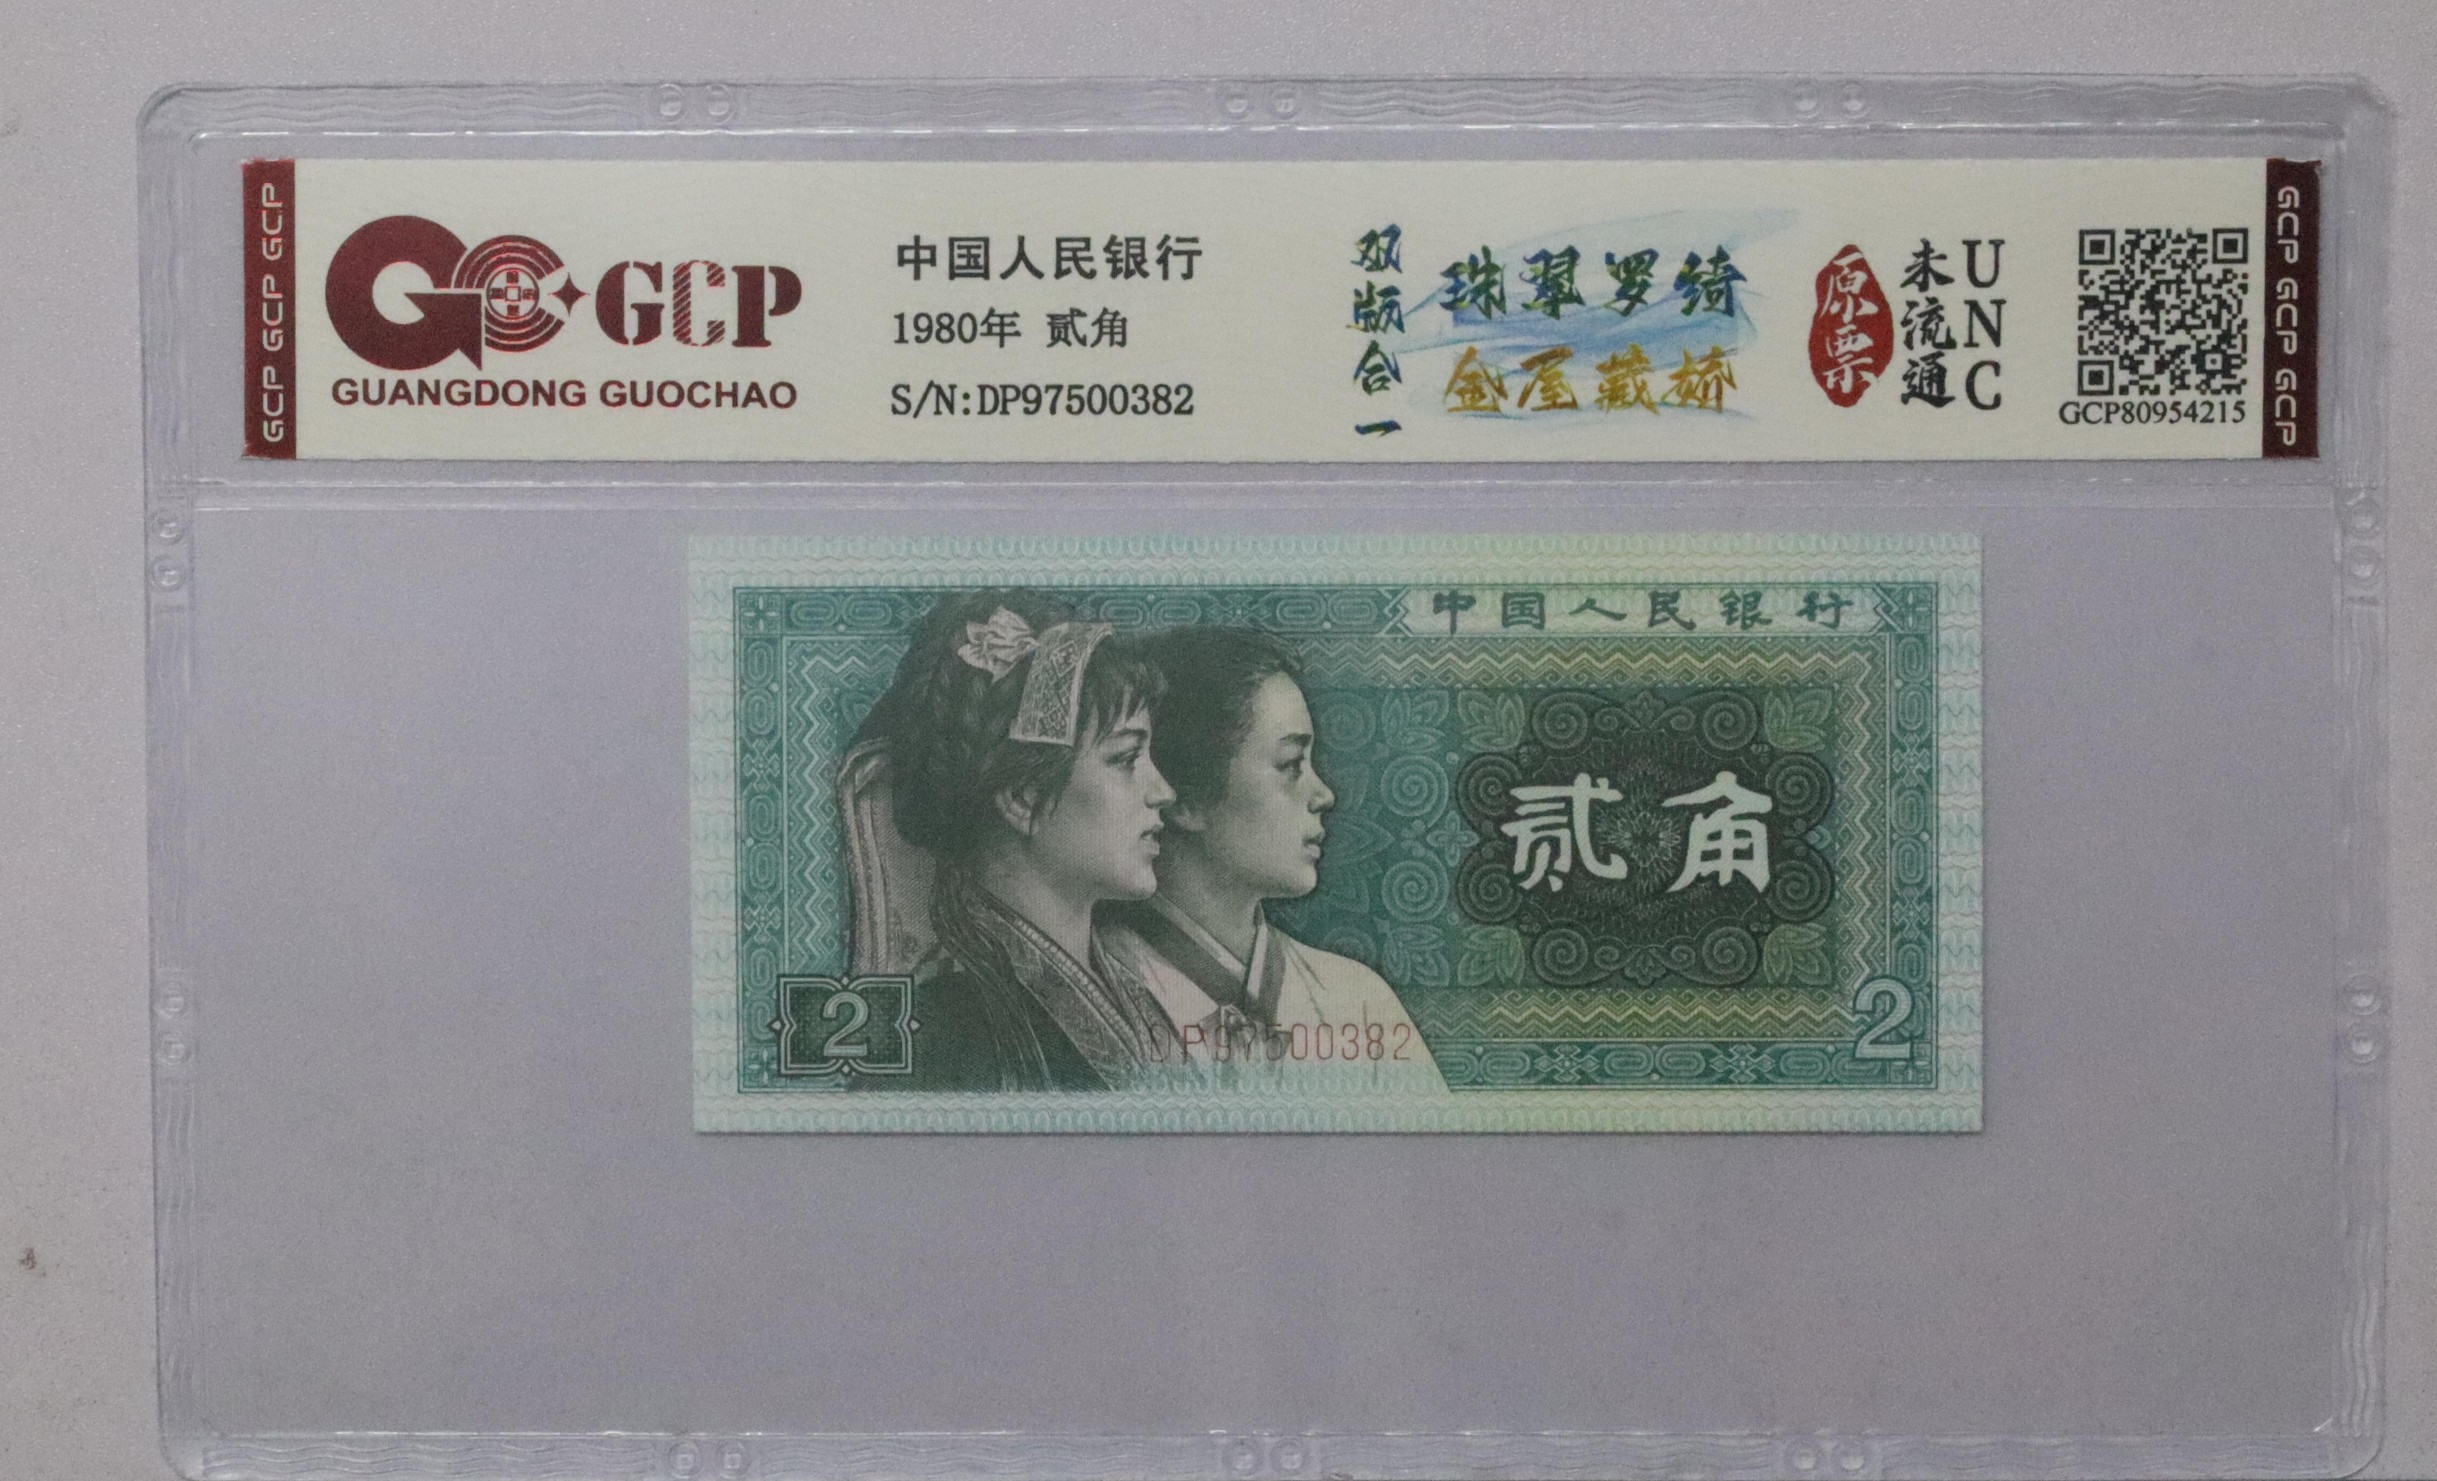 GCP GCP GCP
GCP
GUANGDONG GUOCHAO
中国人民银行
1980年 贰角
S/N:DP97500382
双版合一
珠翠罗绮
金屋藏娇
原票
未流通
UNC
GCP80954215
GCP GCP GCP
中国人民银行
贰角
2
DP97500382
2